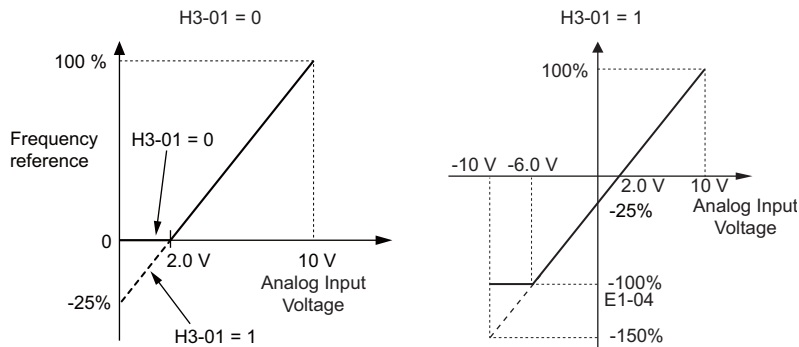 H3-01 = 0
100 %
Frequency
reference
H3-01 = 0
0
2.0 V
10 V
Analog Input
Voltage
-25%
H3-01 = 1
H3-01 = 1
100%
-10 V
-6.0 V
2.0 V
10 V
-25%
Analog Input
Voltage
-100%
E1-04
-150%